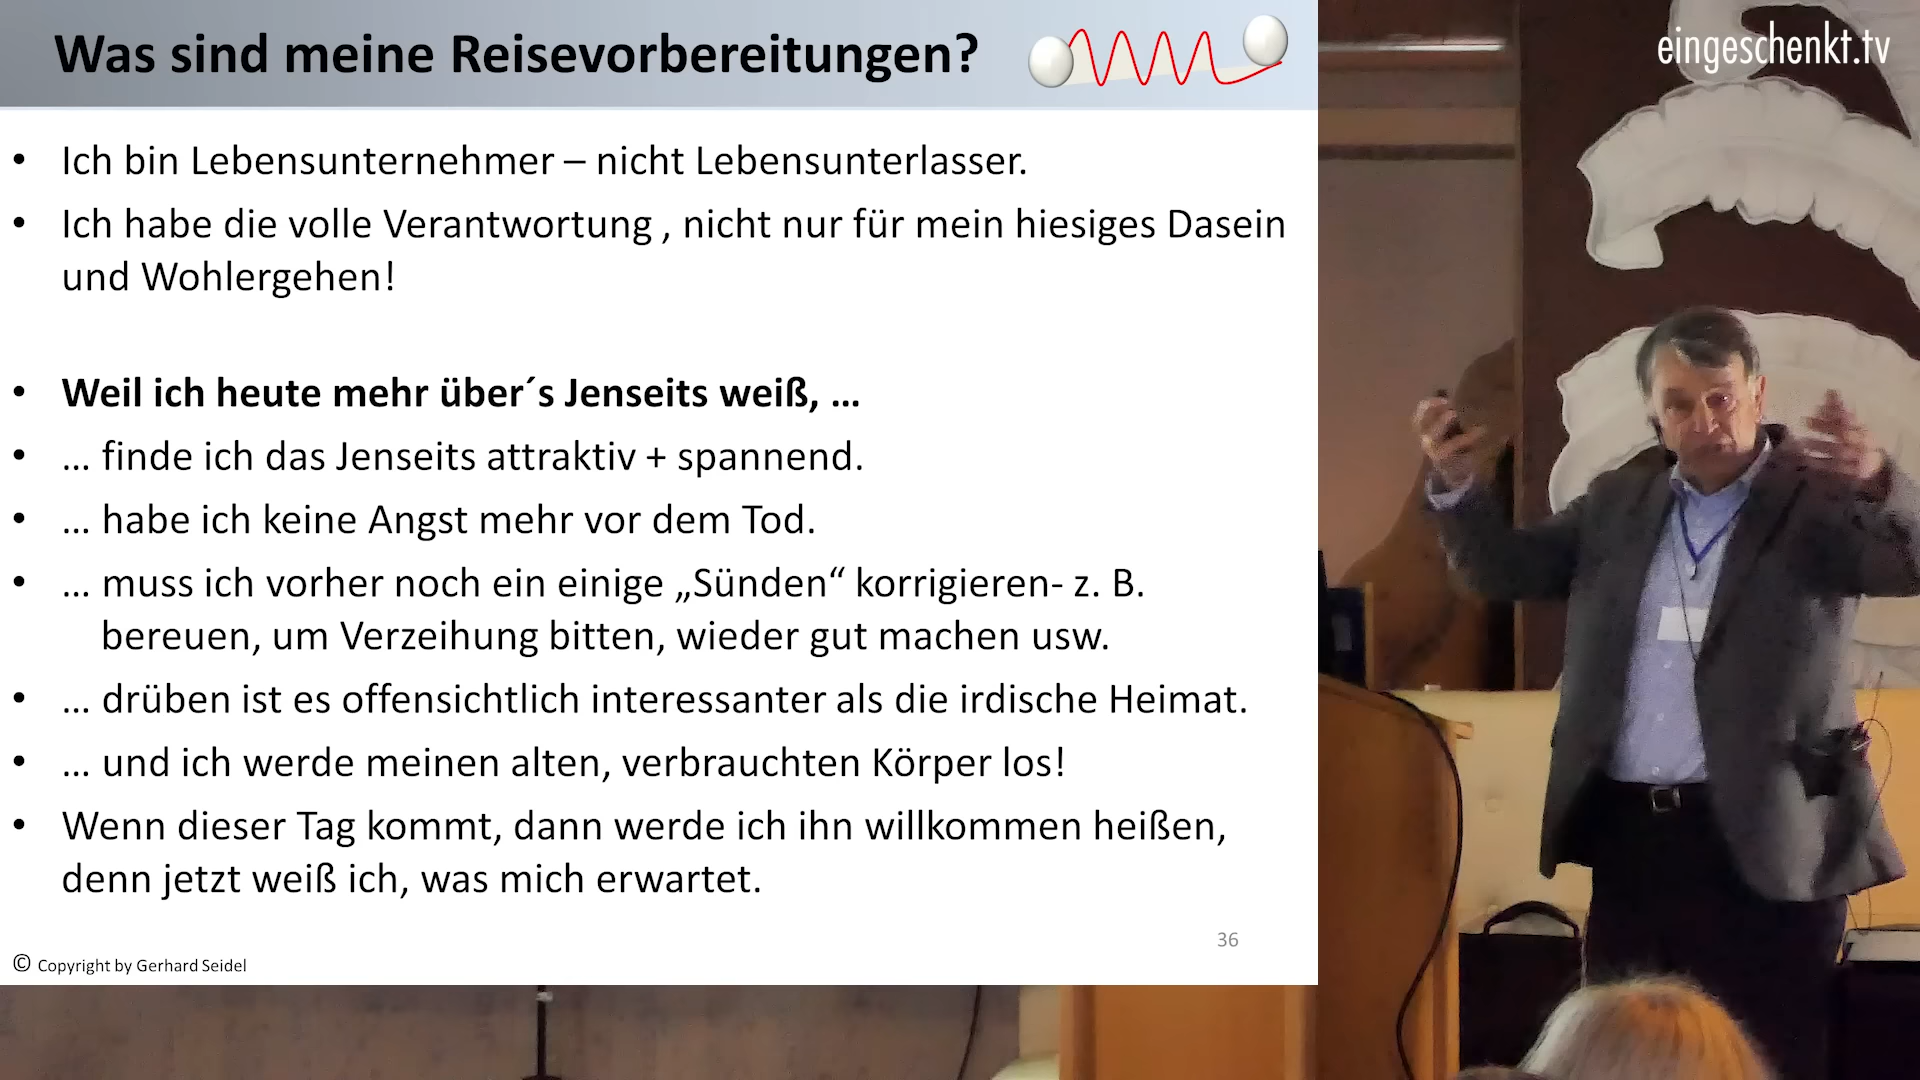 Was sind meine Reisevorbereitungen?
eingeschenkt.tv
• Ich bin Lebensunternehmer – nicht Lebensunterlasser.
• Ich habe die volle Verantwortung , nicht nur für mein hiesiges Dasein
und Wohlergehen!
• Weil ich heute mehr über´s Jenseits weiß, ...
• ... finde ich das Jenseits attraktiv + spannend.
• ... habe ich keine Angst mehr vor dem Tod.
• ... muss ich vorher noch ein einige „Sünden“ korrigieren- z. B.
bereuen, um Verzeihung bitten, wieder gut machen usw.
• ... drüben ist es offensichtlich interessanter als die irdische Heimat.
• ... und ich werde meinen alten, verbrauchten Körper los!
• Wenn dieser Tag kommt, dann werde ich ihn willkommen heißen,
denn jetzt weiß ich, was mich erwartet.
36
© Copyright by Gerhard Seidel